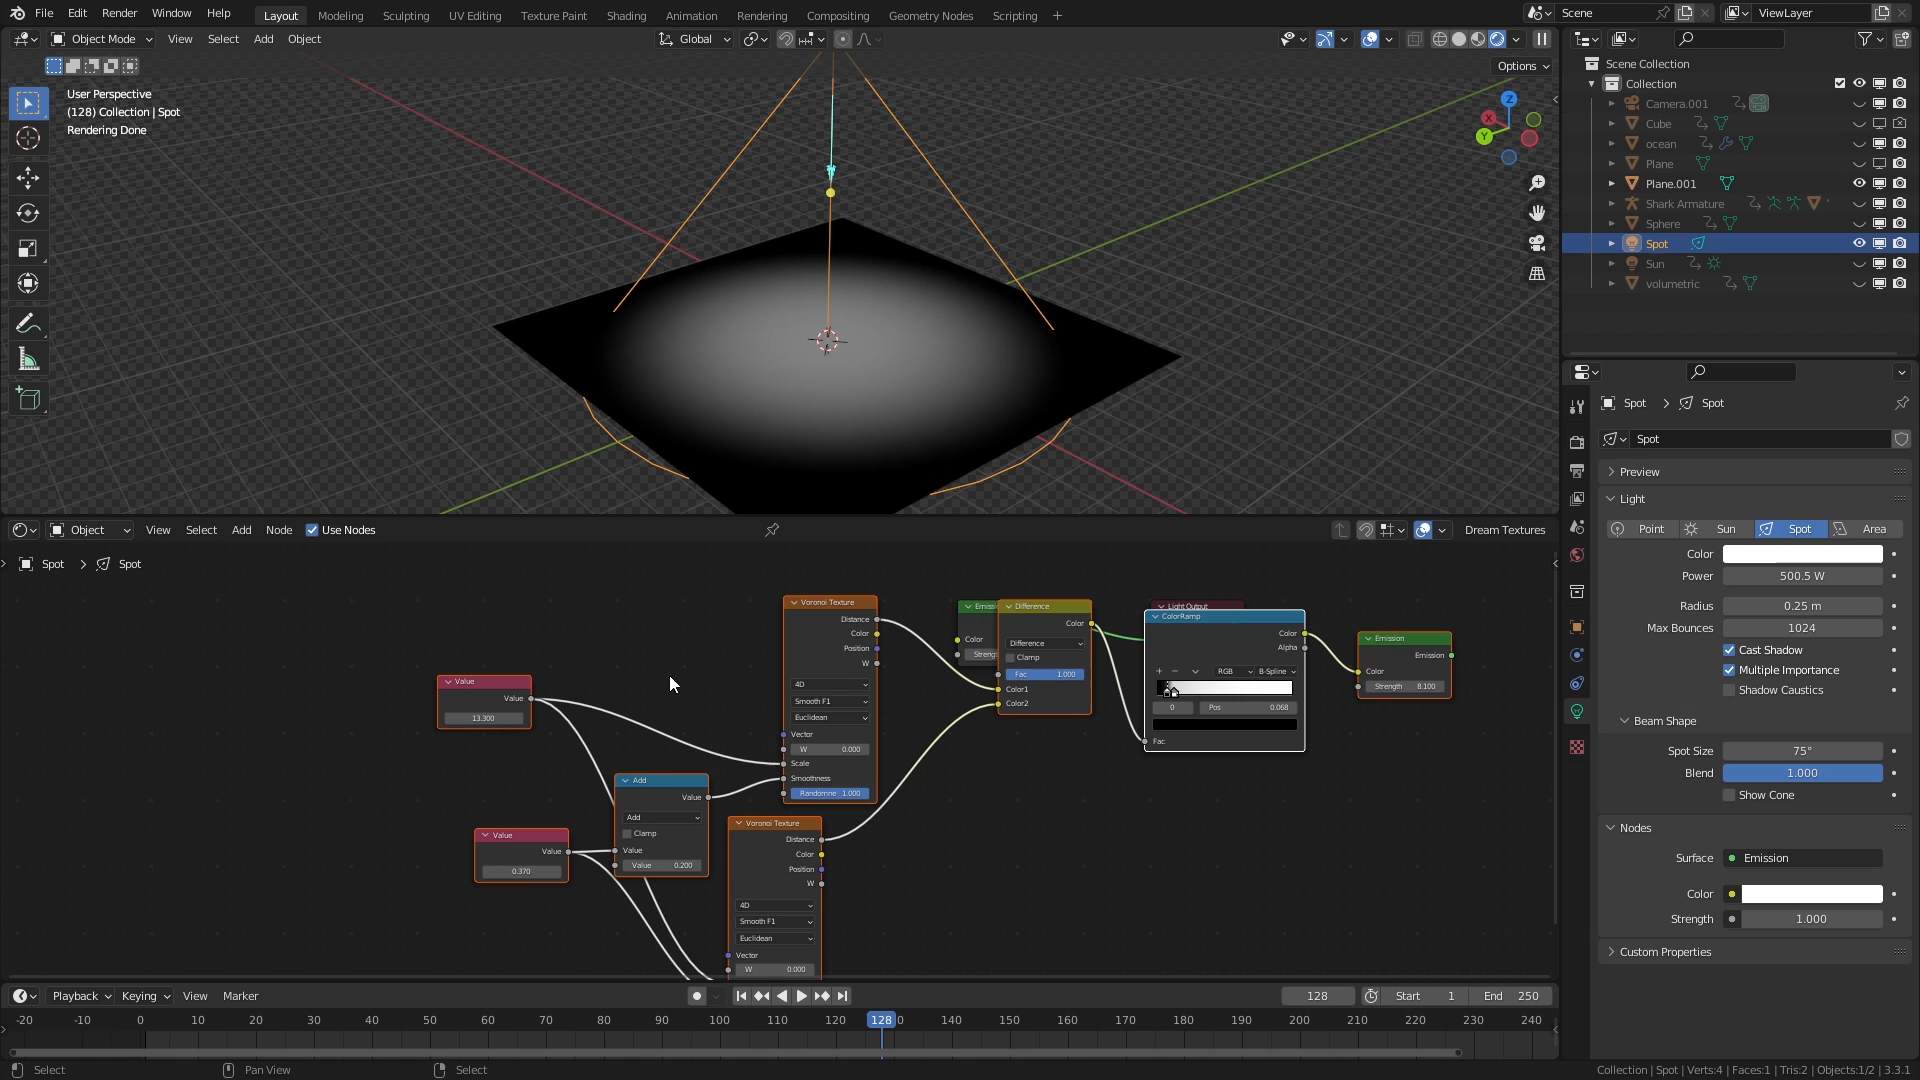 File Edit Render Window Help Layout Modeling Sculpting UV Editing Texture Paint Shading Animation Rendering Compositing Geometry Nodes Scripting + Scene ViewLayer
Object Mode View Select Add Object Global
Options
User Perspective
(128) Collection | Spot
Rendering Done
Z
X
Y
Scene Collection
Collection
Camera.001
Cube
ocean
Plane
Plane.001
Shark Armature
Sphere
Spot
Sun
volumetric
Spot > Spot
Spot
Preview
Light
Point Sun Spot Area
Color
Power 500.5 W
Radius 0.25 m
Max Bounces 1024
Cast Shadow
Multiple Importance
Shadow Caustics
Beam Shape
Spot Size 75°
Blend 1.000
Show Cone
Nodes
Surface Emission
Color
Strength 1.000
Custom Properties
Object View Select Add Node Use Nodes Dream Textures
Spot > Spot
Value
Value
13.300
Value
Value
0.370
Add
Value
Add
Clamp
Value
Value 0.200
Voronoi Texture
Distance
Color
Position
W
4D
Smooth F1
Euclidean
Vector
W 0.000
Scale
Smoothness
Randomne 1.000
Voronoi Texture
Distance
Color
Position
W
4D
Smooth F1
Euclidean
Vector
W 0.000
Emissi
Color
Streng
Difference
Color
Difference
Clamp
Fac 1.000
Color1
Color2
Light Output
ColorRamp
Color
Alpha
+ − RGB B-Spline
0 Pos 0.068
Fac
Emission
Emission
Color
Strength 8.100
Playback Keying View Marker 128 Start 1 End 250
-20 -10 0 10 20 30 40 50 60 70 80 90 100 110 120 128 0 140 150 160 170 180 190 200 210 220 230 240
Select Pan View Select Collection | Spot | Verts:4 | Faces:1 | Tris:2 | Objects:1/2 | 3.3.1